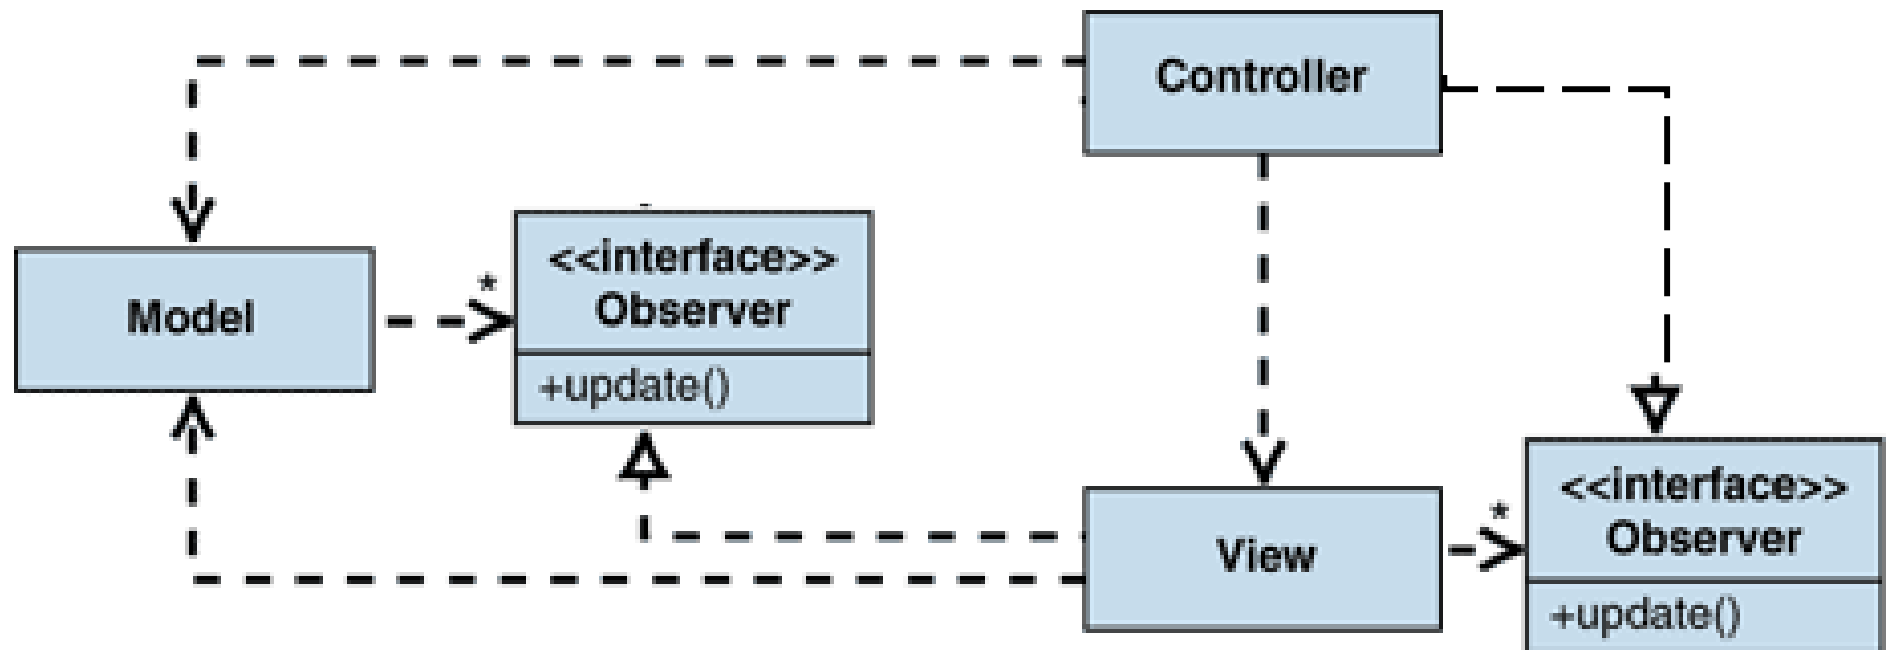 Controller
<<interface>>
Observer
+update()
Model
*
View
*
<<interface>>
Observer
+update()